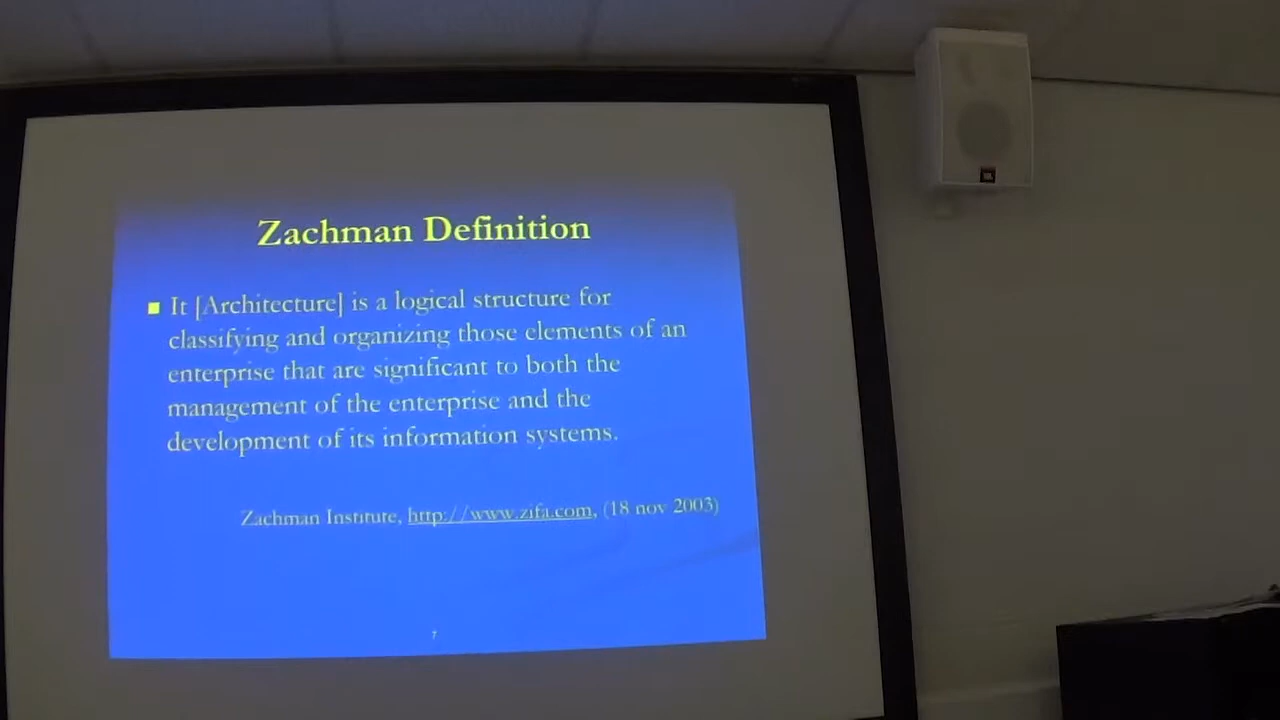 Zachman Definition
It [Architecture] is a logical structure for
classifying and organizing those elements of an
enterprise that are significant to both the
management of the enterprise and the
development of its information systems.
Zachman Institute, http://www.zifa.com, (18 nov 2003)
7
JBL